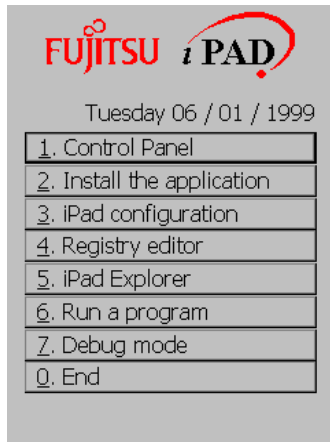 FUJITSU iPAD
Tuesday 06 / 01 / 1999
1. Control Panel
2. Install the application
3. iPad configuration
4. Registry editor
5. iPad Explorer
6. Run a program
7. Debug mode
0. End